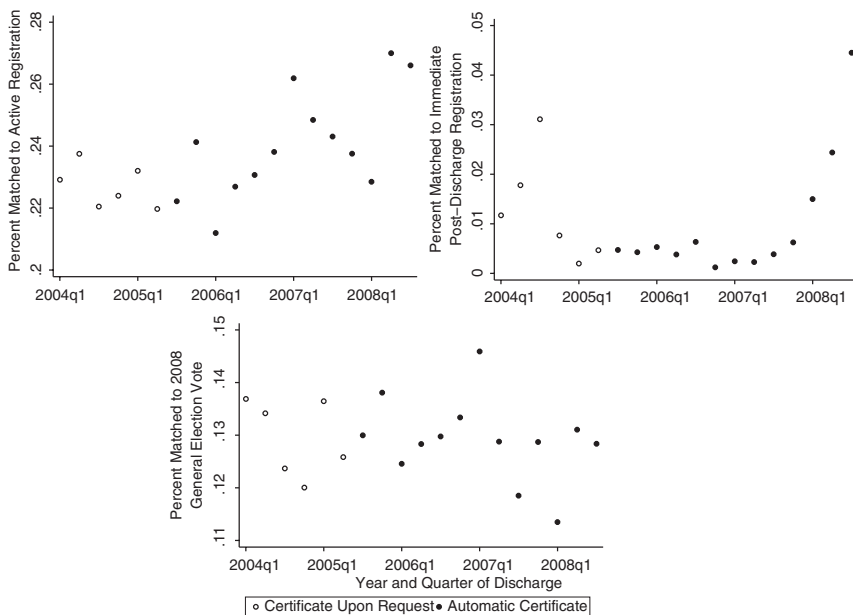 Percent Matched to Active Registration
.28
.26
.24
.22
.2
2004q1 2005q1 2006q1 2007q1 2008q1
Percent Matched to Immediate
Post−Discharge Registration
.05
.04
.03
.02
.01
0
2004q1 2005q1 2006q1 2007q1 2008q1
Percent Matched to 2008
General Election Vote
.15
.14
.13
.12
.11
2004q1 2005q1 2006q1 2007q1 2008q1
Year and Quarter of Discharge
Certificate Upon Request Automatic Certificate